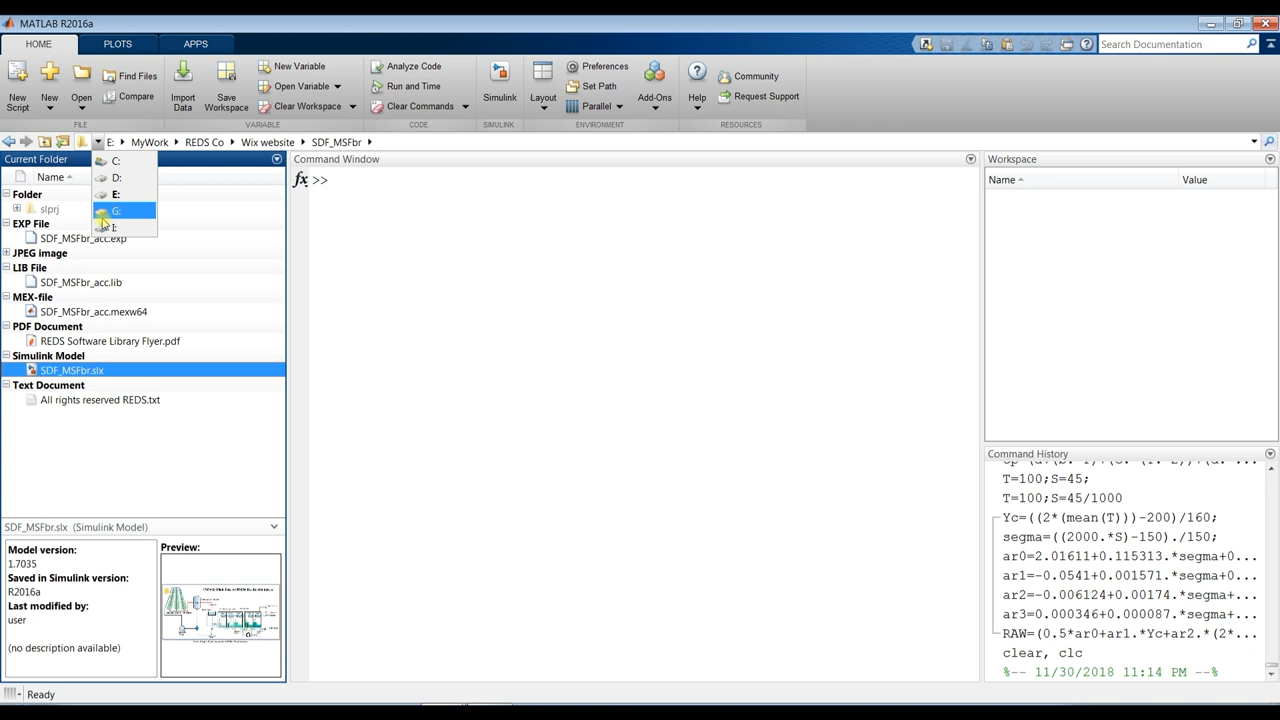 MATLAB R2016a
HOME
PLOTS
APPS
Search Documentation
New Script
New
Open
Find Files
Compare
Import Data
Save Workspace
New Variable
Open Variable
Clear Workspace
Analyze Code
Run and Time
Clear Commands
Simulink
Layout
Preferences
Set Path
Parallel
Add-Ons
Help
Community
Request Support
FILE
VARIABLE
CODE
SIMULINK
ENVIRONMENT
RESOURCES
E: MyWork REDS Co Wix website SDF_MSFbr
C:
D:
E:
G:
I:
Current Folder
Name
Folder
slprj
EXP File
SDF_MSFbr_acc.exp
JPEG image
LIB File
SDF_MSFbr_acc.lib
MEX-file
SDF_MSFbr_acc.mexw64
PDF Document
REDS Software Library Flyer.pdf
Simulink Model
SDF_MSFbr.slx
Text Document
All rights reserved REDS.txt
SDF_MSFbr.slx (Simulink Model)
Model version:
1.7035
Saved in Simulink version:
R2016a
Last modified by:
user
(no description available)
Preview:
Command Window
fx >>
Workspace
Name
Value
Command History
T=100;S=45;
T=100;S=45/1000
Yc=((2*(mean(T)))-200)/160;
segma=((2000.*S)-150)./150;
ar0=2.01611+0.115313.*segma+0...
ar1=-0.0541+0.001571.*segma+0...
ar2=-0.006124+0.00174.*segma+...
ar3=0.000346+0.000087.*segma+...
RAW=(0.5*ar0+ar1.*Yc+ar2.*(2*...
clear, clc
%-- 11/30/2018 11:14 PM --%
Ready